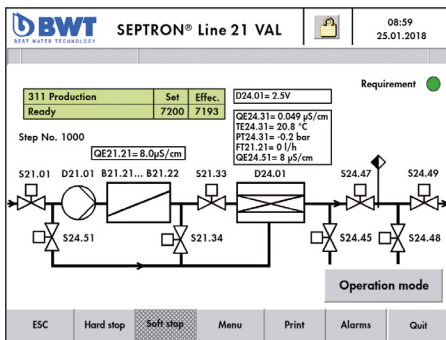 BWT
BEST WATER TECHNOLOGY
SEPTRON® Line 21 VAL
08:59
25.01.2018
Requirement
311 Production Set Effec.
Ready 7200 7193
D24.01= 2.5V
Step No. 1000
QE24.31= 0.049 µS/cm
TE24.31= 20.8 °C
PT24.31= -0.2 bar
FT21.21= 0 l/h
QE24.51= 8 µS/cm
QE21.21= 8.0µS/cm
S21.01 D21.01 B21.21... B21.22 S21.33 D24.01 S24.47 S24.49
S24.51 S21.34 S24.45 S24.48
Operation mode
ESC Hard stop Soft stop Menu Print Alarms Quit